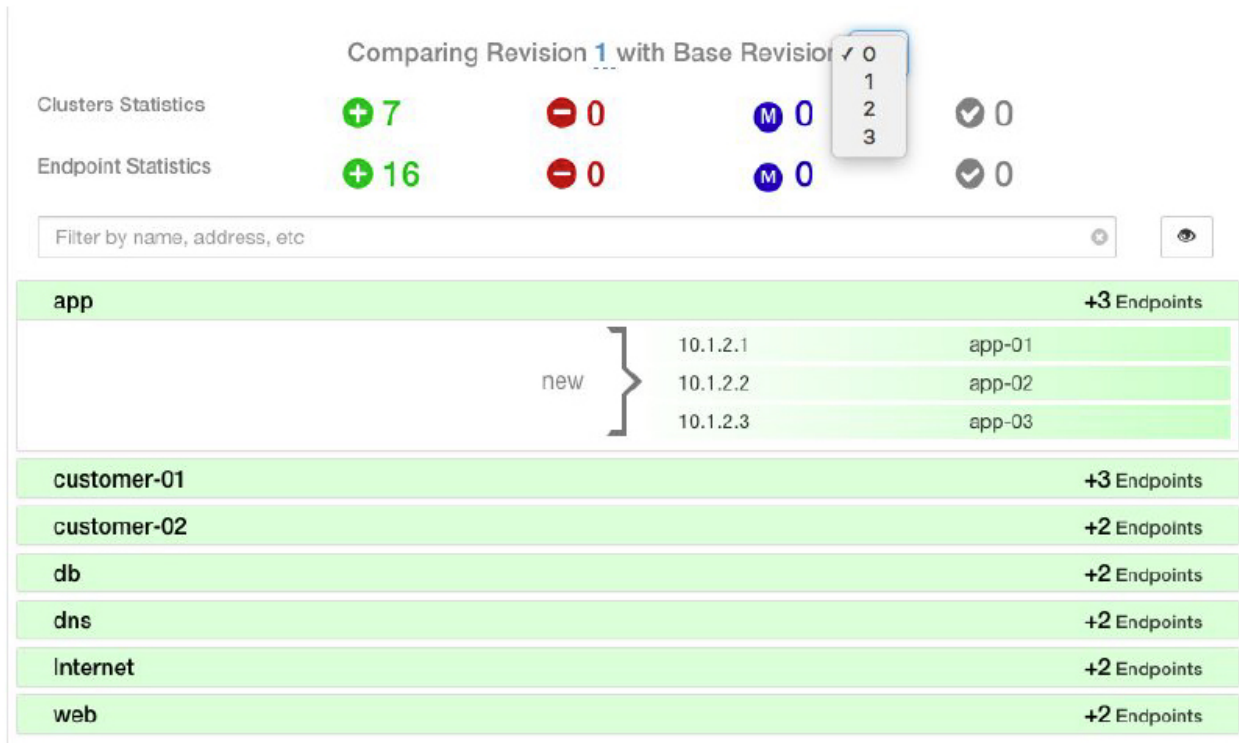 Comparing Revision 1 with Base Revision ✓ 0
1
2
3
Clusters Statistics + 7 − 0 M 0 ✓ 0
Endpoint Statistics + 16 − 0 M 0 ✓ 0
Filter by name, address, etc
app +3 Endpoints
new
10.1.2.1 app-01
10.1.2.2 app-02
10.1.2.3 app-03
customer-01 +3 Endpoints
customer-02 +2 Endpoints
db +2 Endpoints
dns +2 Endpoints
Internet +2 Endpoints
web +2 Endpoints